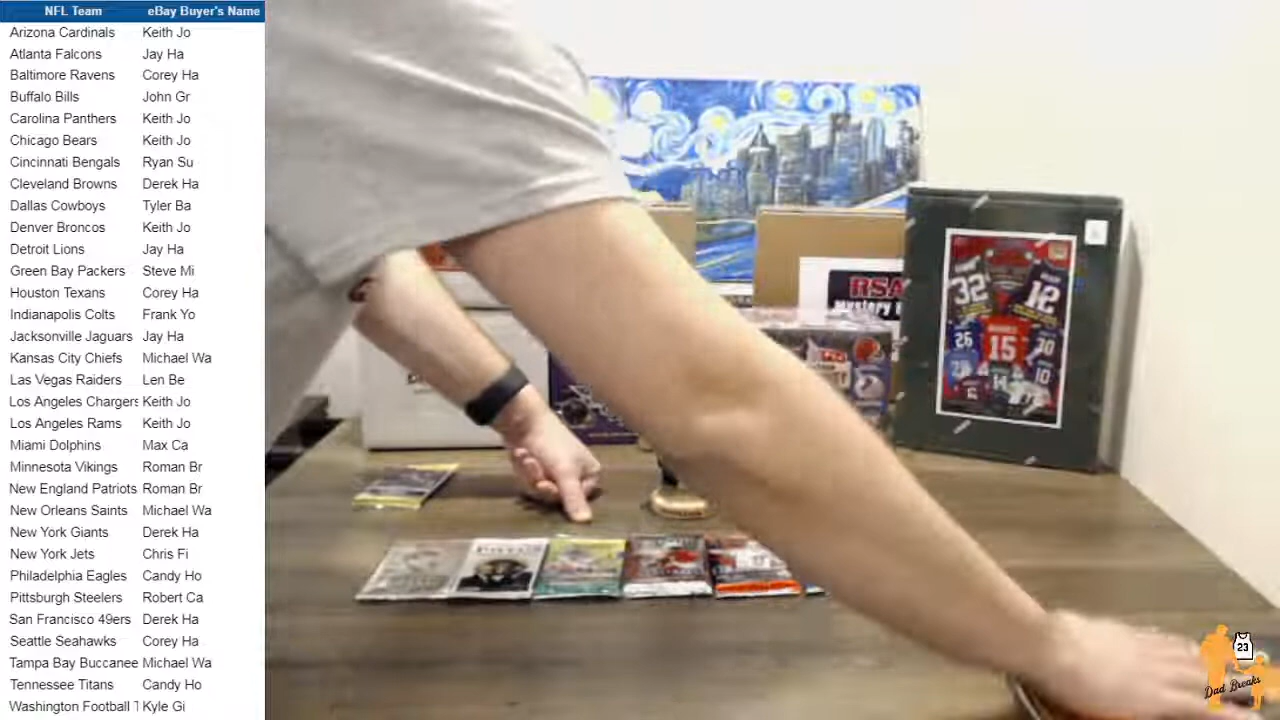 NFL Team eBay Buyer's Name
Arizona Cardinals Keith Jo
Atlanta Falcons Jay Ha
Baltimore Ravens Corey Ha
Buffalo Bills John Gr
Carolina Panthers Keith Jo
Chicago Bears Keith Jo
Cincinnati Bengals Ryan Su
Cleveland Browns Derek Ha
Dallas Cowboys Tyler Ba
Denver Broncos Keith Jo
Detroit Lions Jay Ha
Green Bay Packers Steve Mi
Houston Texans Corey Ha
Indianapolis Colts Frank Yo
Jacksonville Jaguars Jay Ha
Kansas City Chiefs Michael Wa
Las Vegas Raiders Len Be
Los Angeles Chargers Keith Jo
Los Angeles Rams Keith Jo
Miami Dolphins Max Ca
Minnesota Vikings Roman Br
New England Patriots Roman Br
New Orleans Saints Michael Wa
New York Giants Derek Ha
New York Jets Chris Fi
Philadelphia Eagles Candy Ho
Pittsburgh Steelers Robert Ca
San Francisco 49ers Derek Ha
Seattle Seahawks Corey Ha
Tampa Bay Buccanee Michael Wa
Tennessee Titans Candy Ho
Washington Football T Kyle Gi
RSA
mystery
32
12
26
15
30
10
23
Dad Breaks